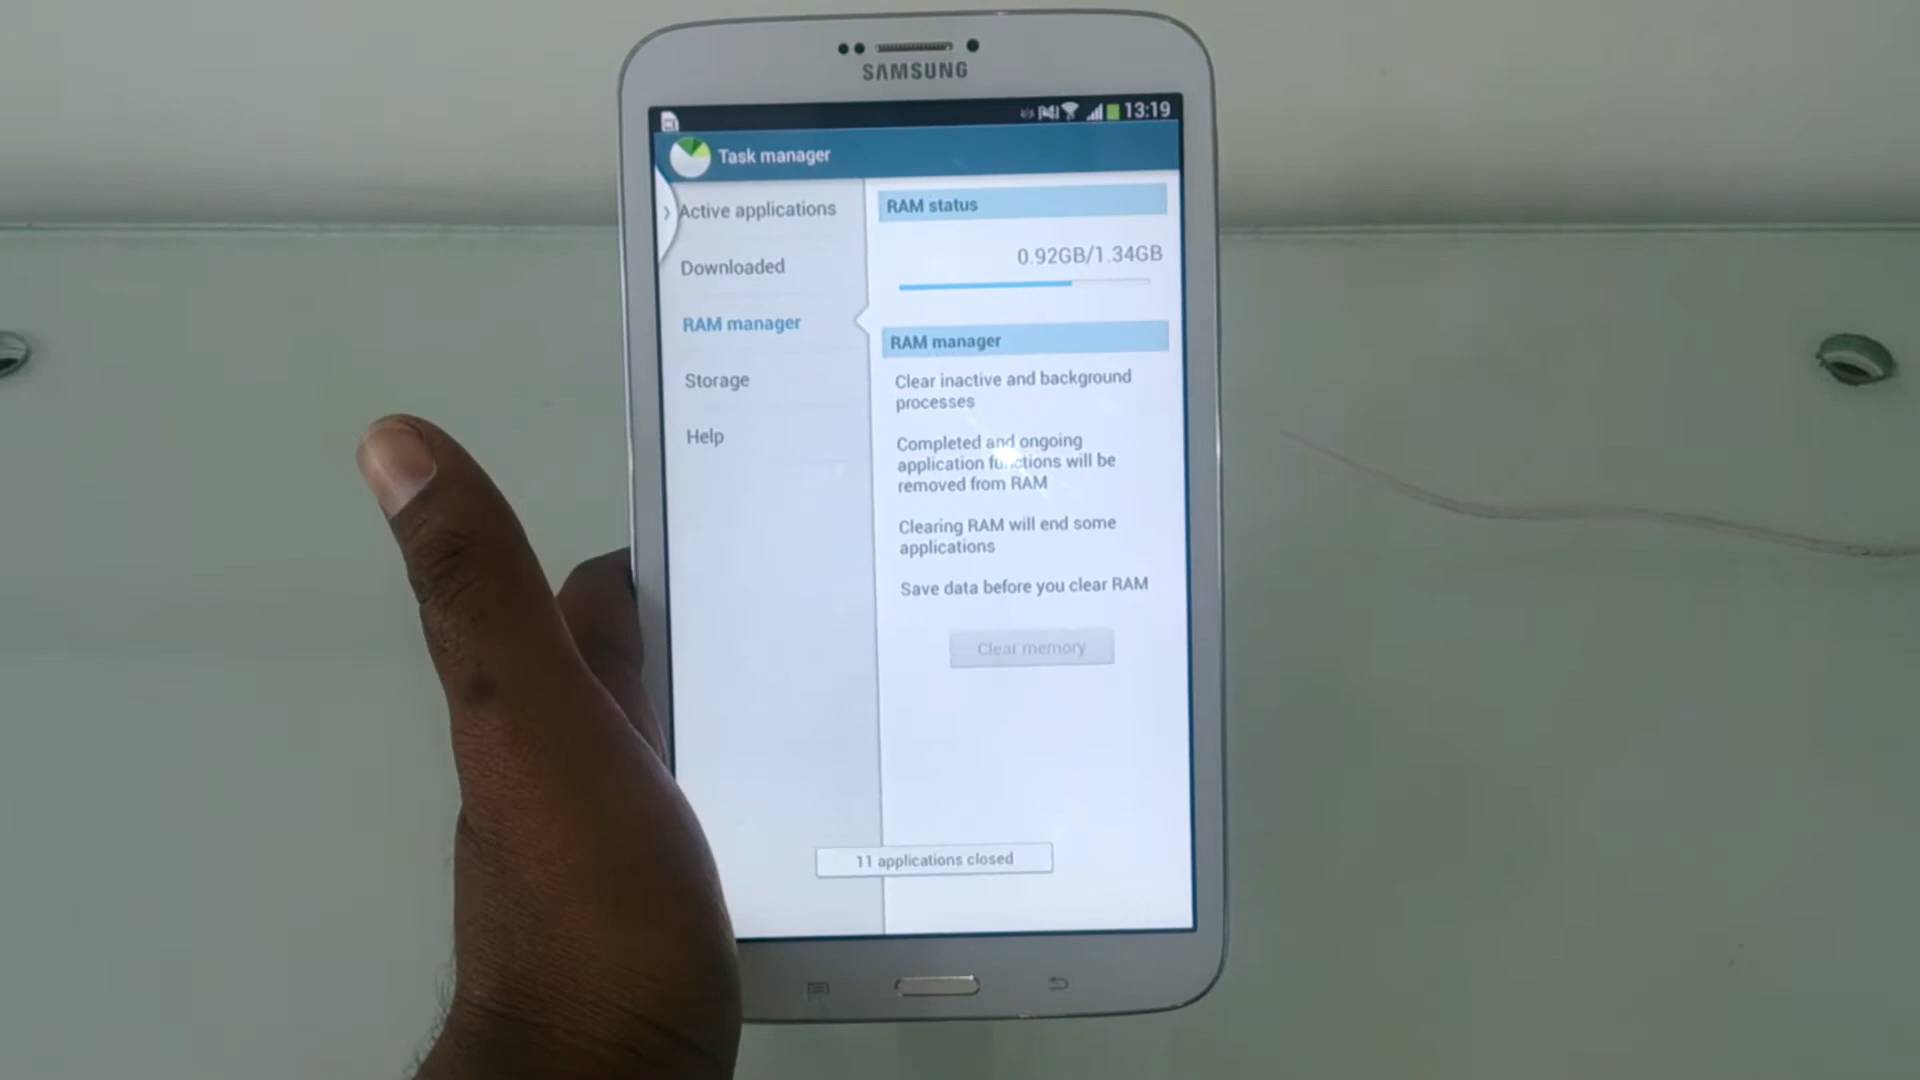 SAMSUNG
13:19
Task manager
Active applications
Downloaded
RAM manager
Storage
Help
RAM status
0.92GB/1.34GB
RAM manager
Clear inactive and background
processes
Completed and ongoing
application functions will be
removed from RAM
Clearing RAM will end some
applications
Save data before you clear RAM
Clear memory
11 applications closed